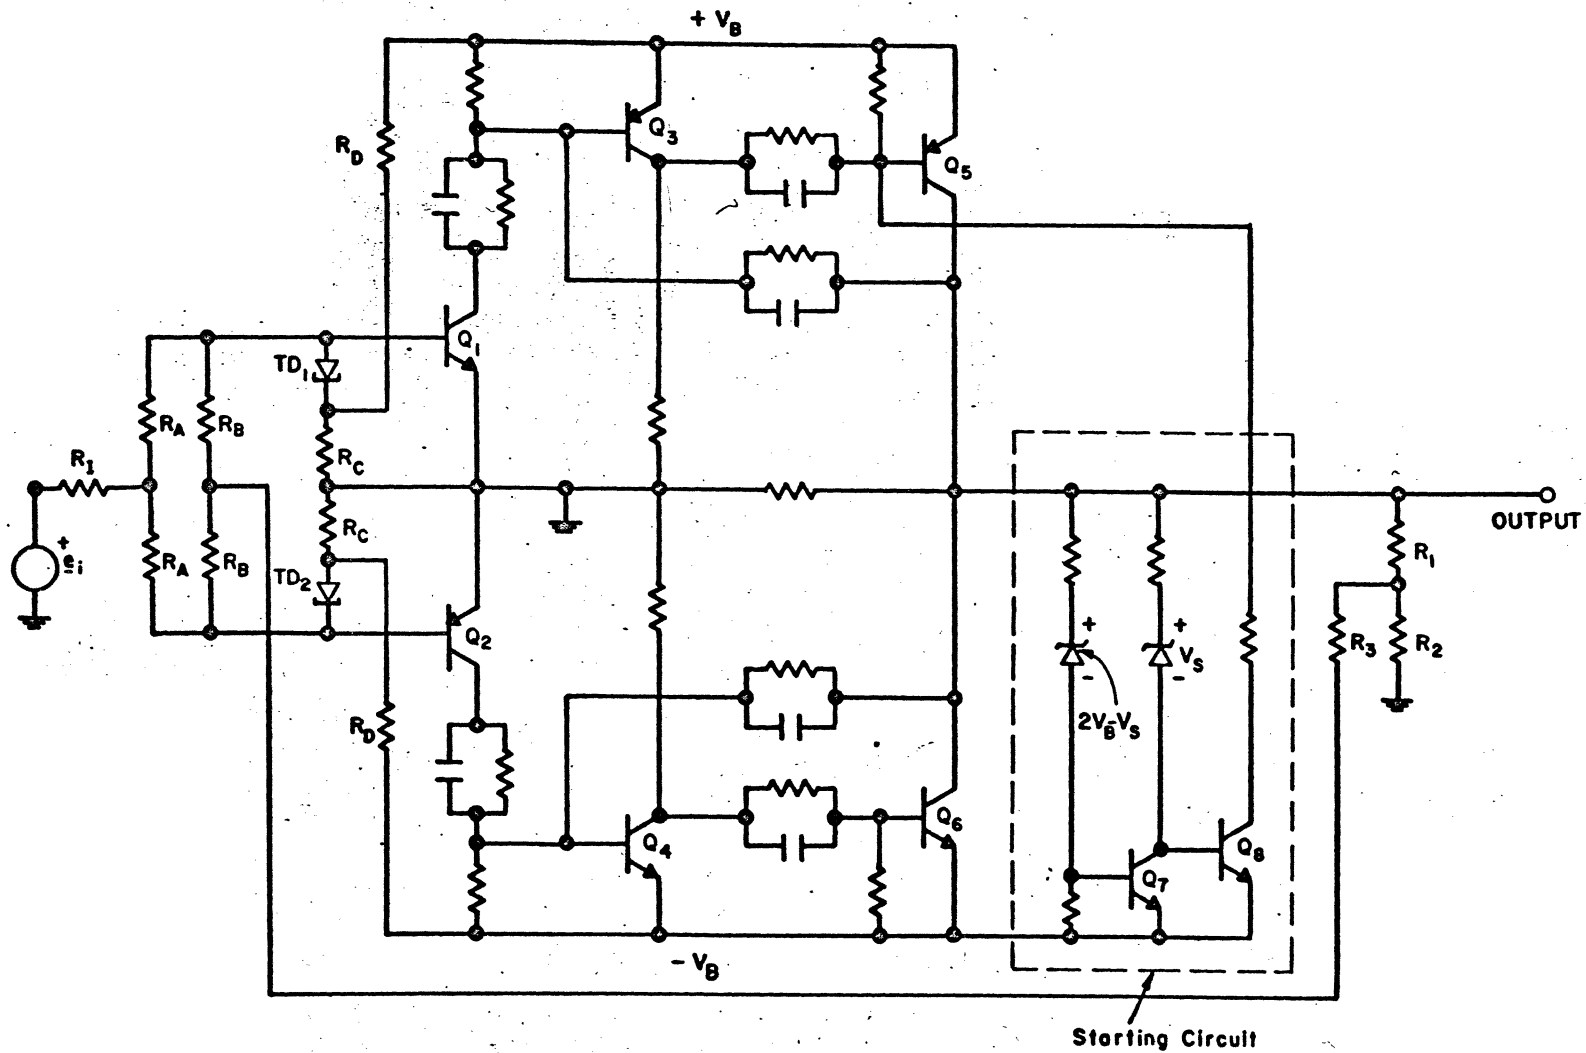 + V_B
R_D
Q_3
Q_5
Q_1
TD_1
R_A
R_B
R_I
R_C
+
e_i
R_A
R_B
R_C
TD_2
OUTPUT
R_1
Q_2
+
+
V_S
-
-
R_3
R_2
2V_B-V_S
R_D
Q_4
Q_6
Q_7
Q_8
- V_B
Starting Circuit